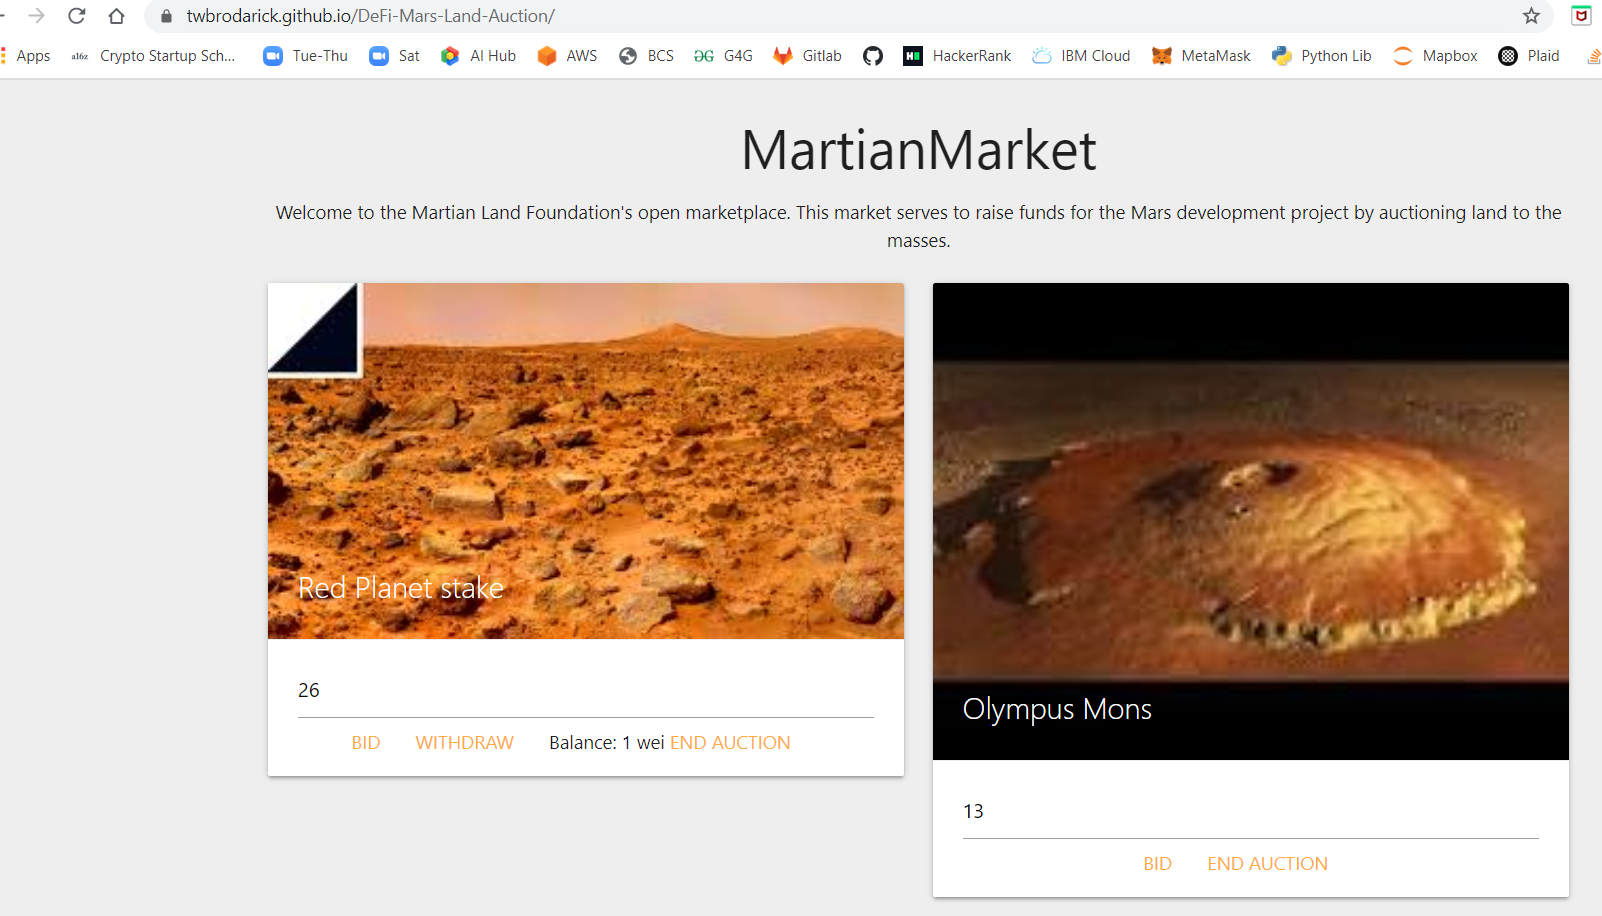 twbrodarick.github.io/DeFi-Mars-Land-Auction/
Apps a16z Crypto Startup Sch... Tue-Thu Sat AI Hub AWS BCS G4G Gitlab HackerRank IBM Cloud MetaMask Python Lib Mapbox Plaid
MartianMarket
Welcome to the Martian Land Foundation's open marketplace. This market serves to raise funds for the Mars development project by auctioning land to the
masses.
Red Planet stake
26
BID WITHDRAW Balance: 1 wei END AUCTION
Olympus Mons
13
BID END AUCTION